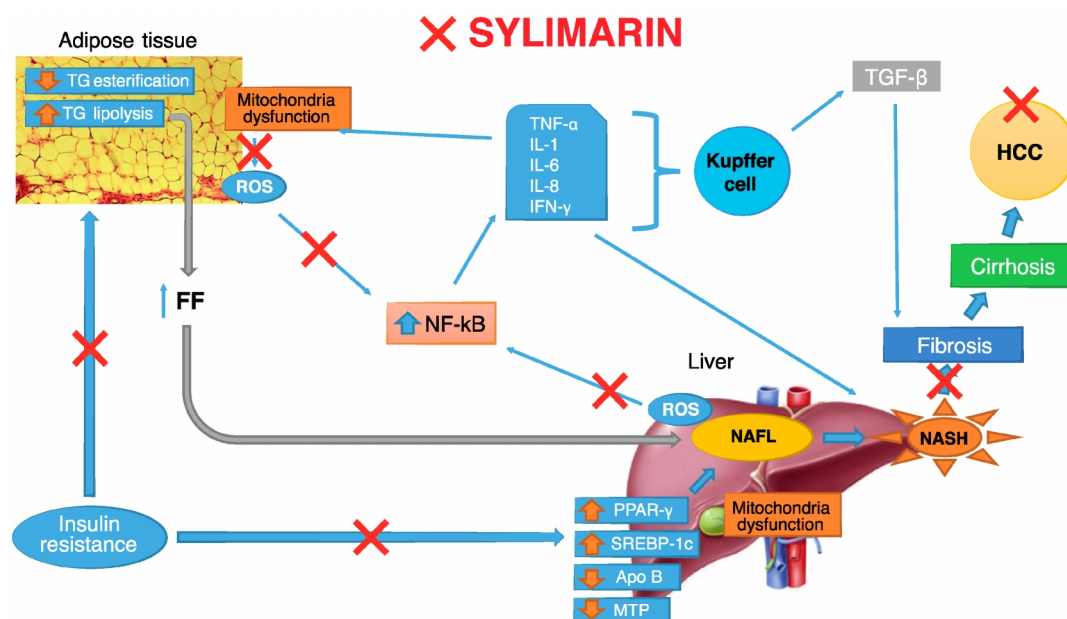 SYLIMARIN
Adipose tissue
TG esterification
TG lipolysis
Mitochondria
dysfunction
ROS
TNF-α
IL-1
IL-6
IL-8
IFN-γ
Kupffer
cell
TGF-β
HCC
Cirrhosis
FF
NF-kB
Fibrosis
Liver
ROS
NAFL
NASH
Insulin
resistance
PPAR-γ
SREBP-1c
Apo B
MTP
Mitochondria
dysfunction